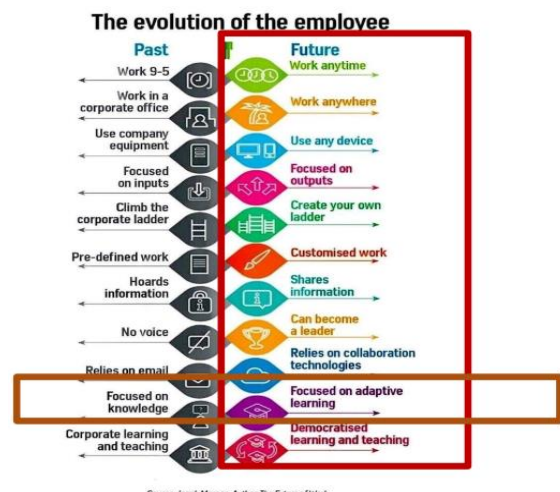 The evolution of the employee
Past
Future
Work 9-5
Work anytime
Work in a
corporate office
Work anywhere
Use company
equipment
Use any device
Focused
on inputs
Focused on
outputs
Climb the
corporate ladder
Create your own
ladder
Pre-defined work
Customised work
Hoards
information
Shares
information
No voice
Can become
a leader
Relies on email
Relies on collaboration
technologies
Focused on
knowledge
Focused on adaptive
learning
Corporate learning
and teaching
Democratised
learning and teaching